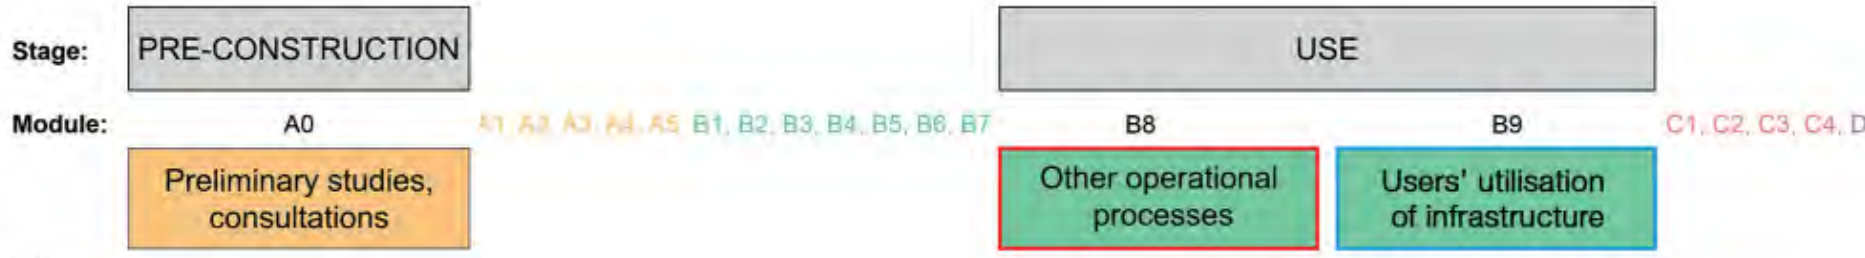 Stage: PRE-CONSTRUCTION USE
Module: A0 A1, A2, A3, A4, A5 B1, B2, B3, B4, B5, B6, B7 B8 B9 C1, C2, C3, C4, D
Preliminary studies,
consultations
Other operational
processes
Users' utilisation
of infrastructure